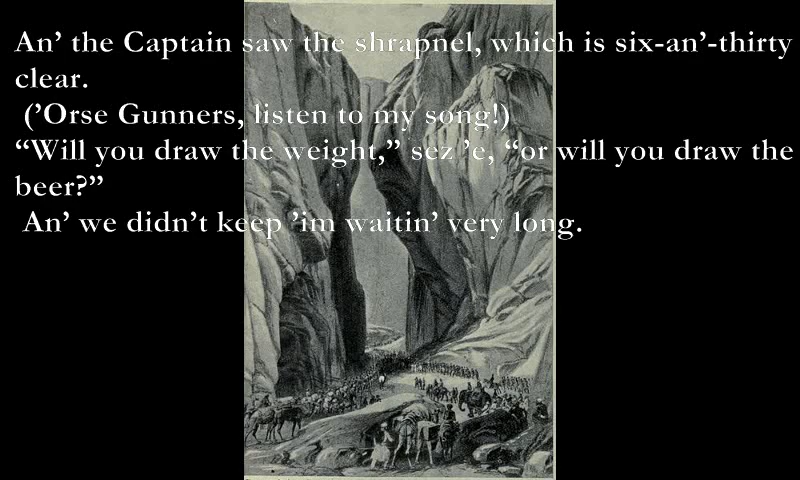 An’ the Captain saw the shrapnel, which is six-an’-thirty
clear.
(’Orse Gunners, listen to my song!)
“Will you draw the weight,” sez ’e, “or will you draw the
beer?”
An’ we didn’t keep ’im waitin’ very long.